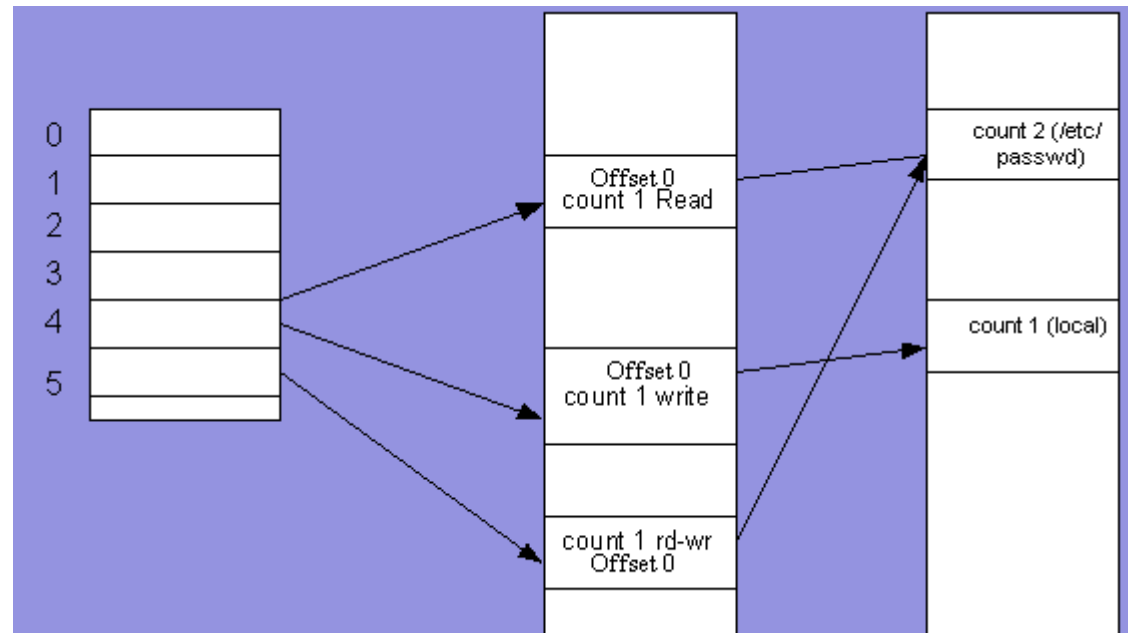 0
1
2
3
4
5
Offset 0
count 1 Read
Offset 0
count 1 write
count 1 rd-wr
Offset 0
count 2 (/etc/
passwd)
count 1 (local)